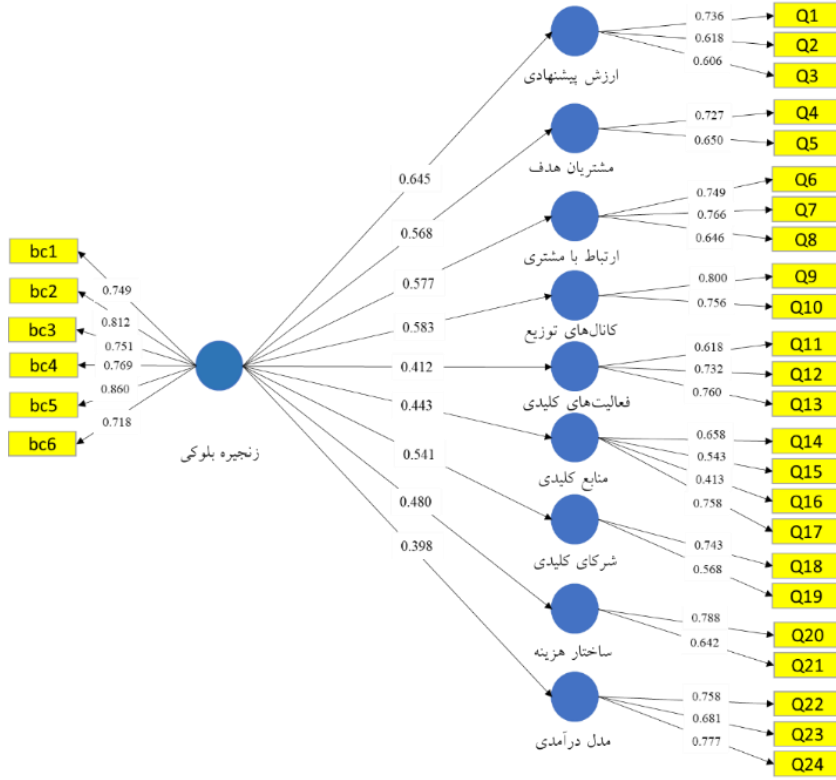 bc1
bc2
bc3
bc4
bc5
bc6
0.749
0.812
0.751
0.769
0.860
0.718
زنجیره بلوکی
0.645
0.568
0.577
0.583
0.412
0.443
0.541
0.480
0.398
ارزش پیشنهادی
0.736
0.618
0.606
Q1
Q2
Q3
مشتریان هدف
0.727
0.650
Q4
Q5
ارتباط با مشتری
0.749
0.766
0.646
Q6
Q7
Q8
کانال‌های توزیع
0.800
0.756
Q9
Q10
فعالیت‌های کلیدی
0.618
0.732
0.760
Q11
Q12
Q13
منابع کلیدی
0.658
0.543
0.413
0.758
Q14
Q15
Q16
Q17
شرکای کلیدی
0.743
0.568
Q18
Q19
ساختار هزینه
0.788
0.642
Q20
Q21
مدل درآمدی
0.758
0.681
0.777
Q22
Q23
Q24